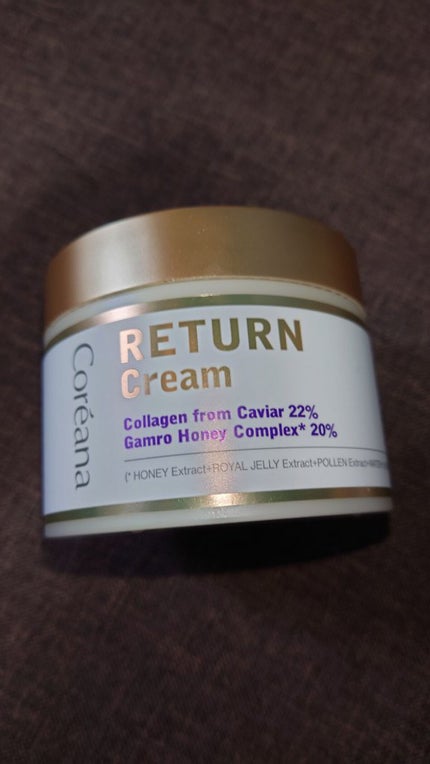 Coréana
RETURN
Cream
Collagen from Caviar 22%
Gamro Honey Complex* 20%
(* HONEY Extract+ROYAL JELLY Extract+POLLEN Extract+